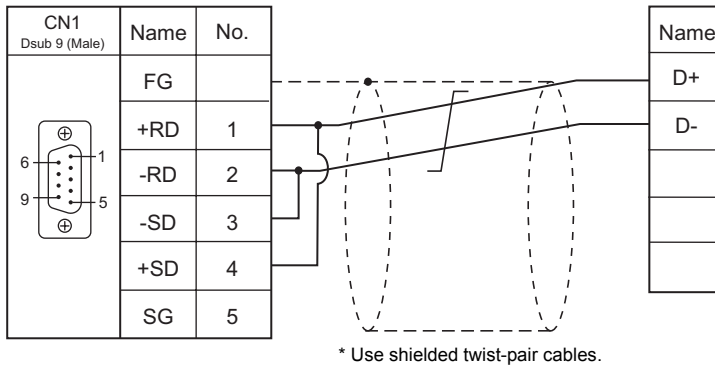 CN1
Dsub 9 (Male)
Name
No.
Name
FG
D+
+RD
1
D-
-RD
2
-SD
3
+SD
4
SG
5
6
1
9
5
* Use shielded twist-pair cables.